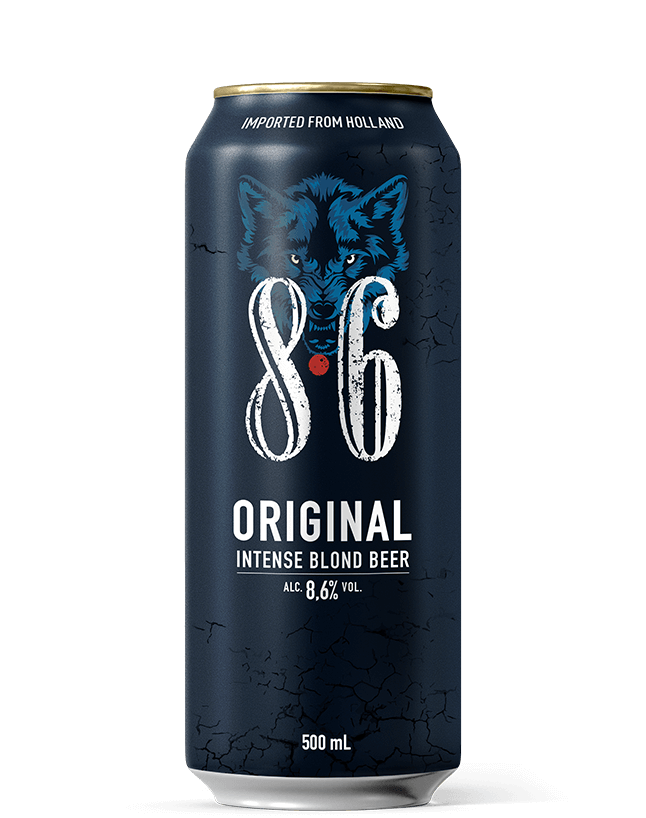 IMPORTED FROM HOLLAND
8.6
ORIGINAL
INTENSE BLOND BEER
ALC. 8,6% VOL.
500 mL